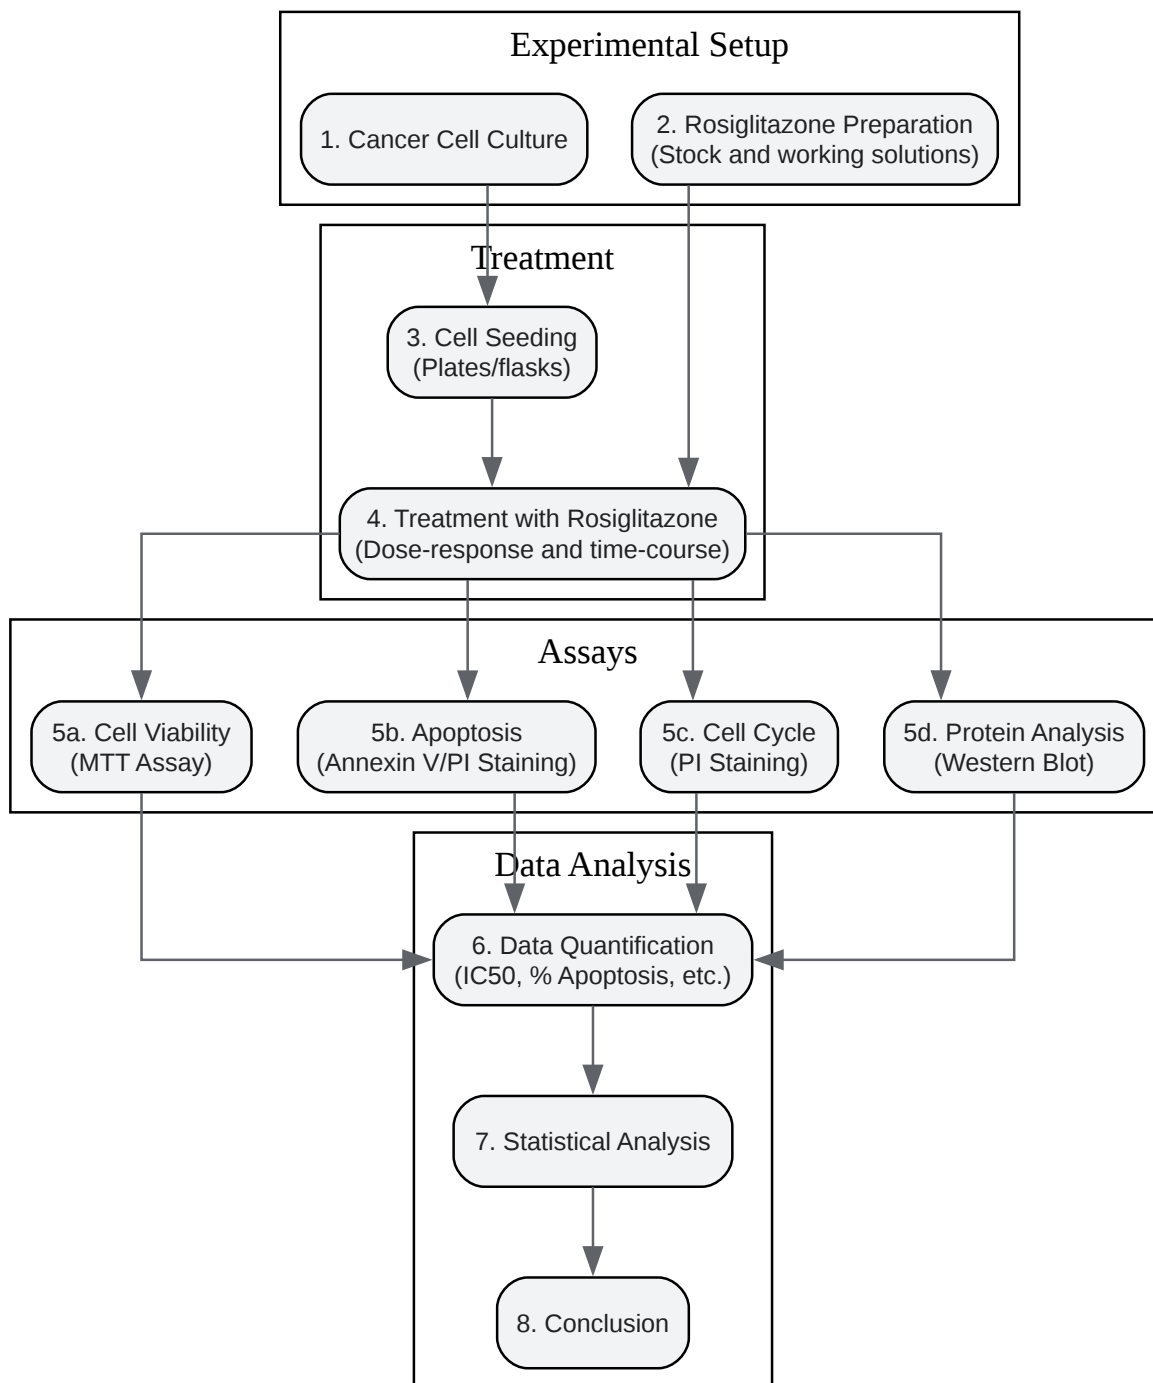 Experimental Setup
1. Cancer Cell Culture
2. Rosiglitazone Preparation
(Stock and working solutions)
Treatment
3. Cell Seeding
(Plates/flasks)
4. Treatment with Rosiglitazone
(Dose-response and time-course)
Assays
5a. Cell Viability
(MTT Assay)
5b. Apoptosis
(Annexin V/PI Staining)
5c. Cell Cycle
(PI Staining)
5d. Protein Analysis
(Western Blot)
Data Analysis
6. Data Quantification
(IC50, % Apoptosis, etc.)
7. Statistical Analysis
8. Conclusion